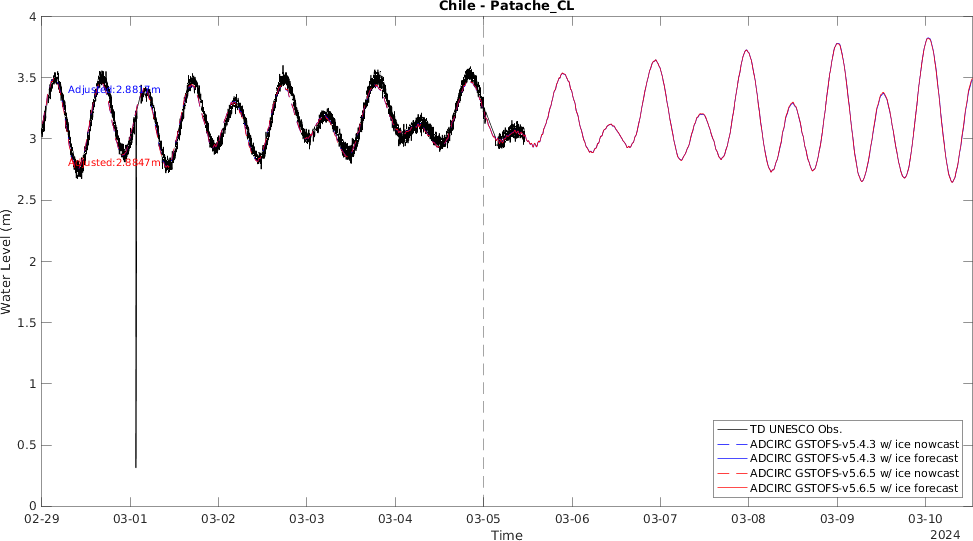 Chile - Patache_CL
4
3.5
3
2.5
2
1.5
1
0.5
0
Water Level (m)
Adjusted:2.8847m
02-29
03-01
03-02
03-03
03-04
03-05
03-06
03-07
03-08
03-09
03-10
2024
Time
TD UNESCO Obs.
ADCIRC GSTOFS-v5.4.3 w/ ice nowcast
ADCIRC GSTOFS-v5.4.3 w/ ice forecast
ADCIRC GSTOFS-v5.6.5 w/ ice nowcast
ADCIRC GSTOFS-v5.6.5 w/ ice forecast